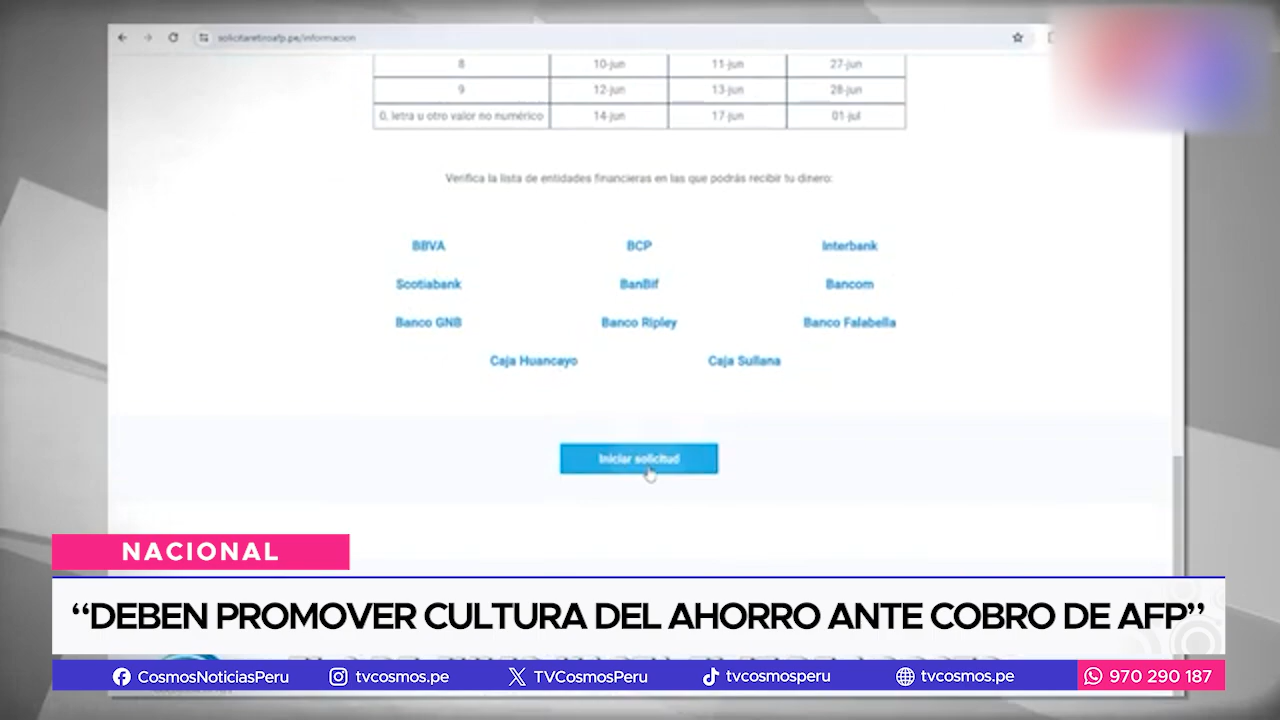 solicitaretiroafp.pe/informacion
8 10-jun 11-jun 27-jun
9 12-jun 13-jun 28-jun
0, letra u otro valor no numérico 14-jun 17-jun 01-jul
Verifica la lista de entidades financieras en las que podrás recibir tu dinero:
BBVA BCP Interbank
Scotiabank BanBif Bancom
Banco GNB Banco Ripley Banco Falabella
Caja Huancayo Caja Sullana
Iniciar solicitud
NACIONAL
“DEBEN PROMOVER CULTURA DEL AHORRO ANTE COBRO DE AFP”
CosmosNoticiasPeru tvcosmos.pe TVCosmosPeru tvcosmosperu tvcosmos.pe 970 290 187